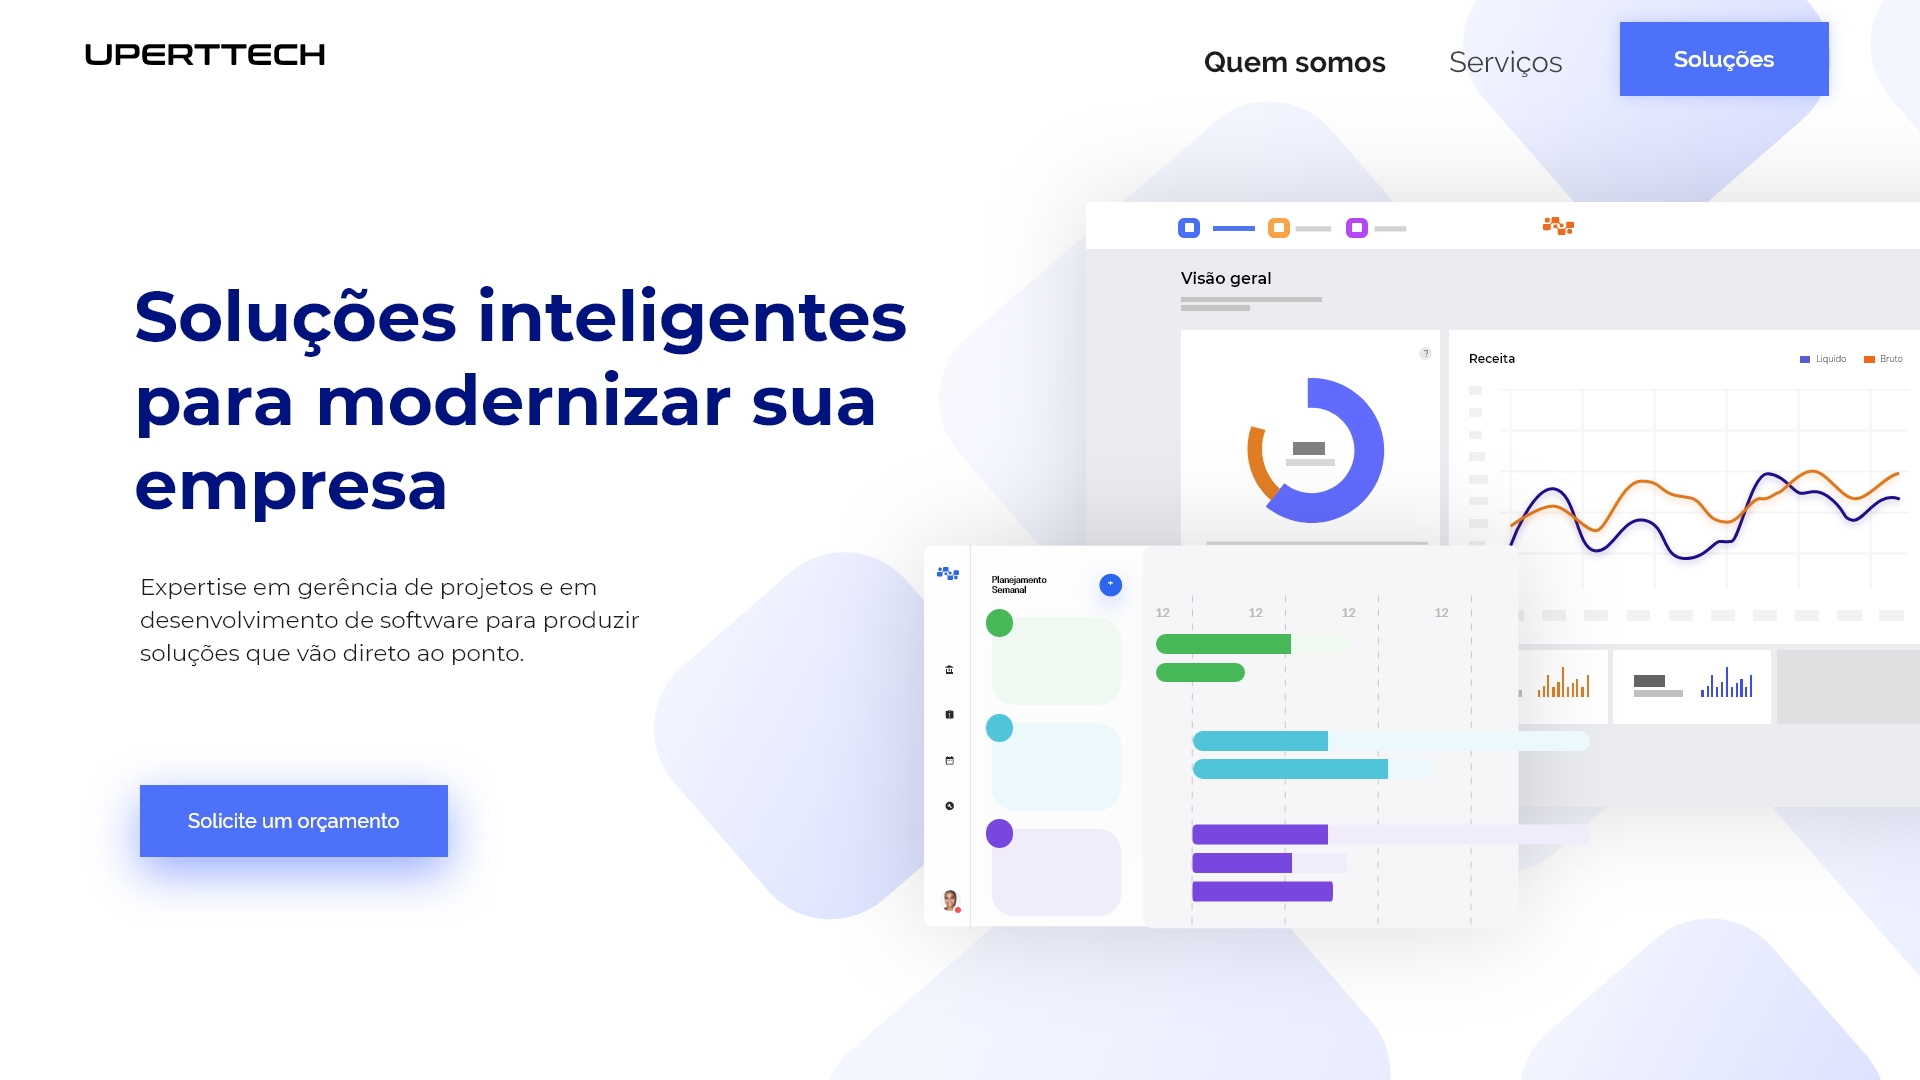 UPERTTECH
Quem somos
Serviços
Soluções
Soluções inteligentes
para modernizar sua
empresa
Expertise em gerência de projetos e em
desenvolvimento de software para produzir
soluções que vão direto ao ponto.
Solicite um orçamento
Visão geral
?
Receita
Líquido
Bruto
Planejamento
Semanal
+
12
12
12
12